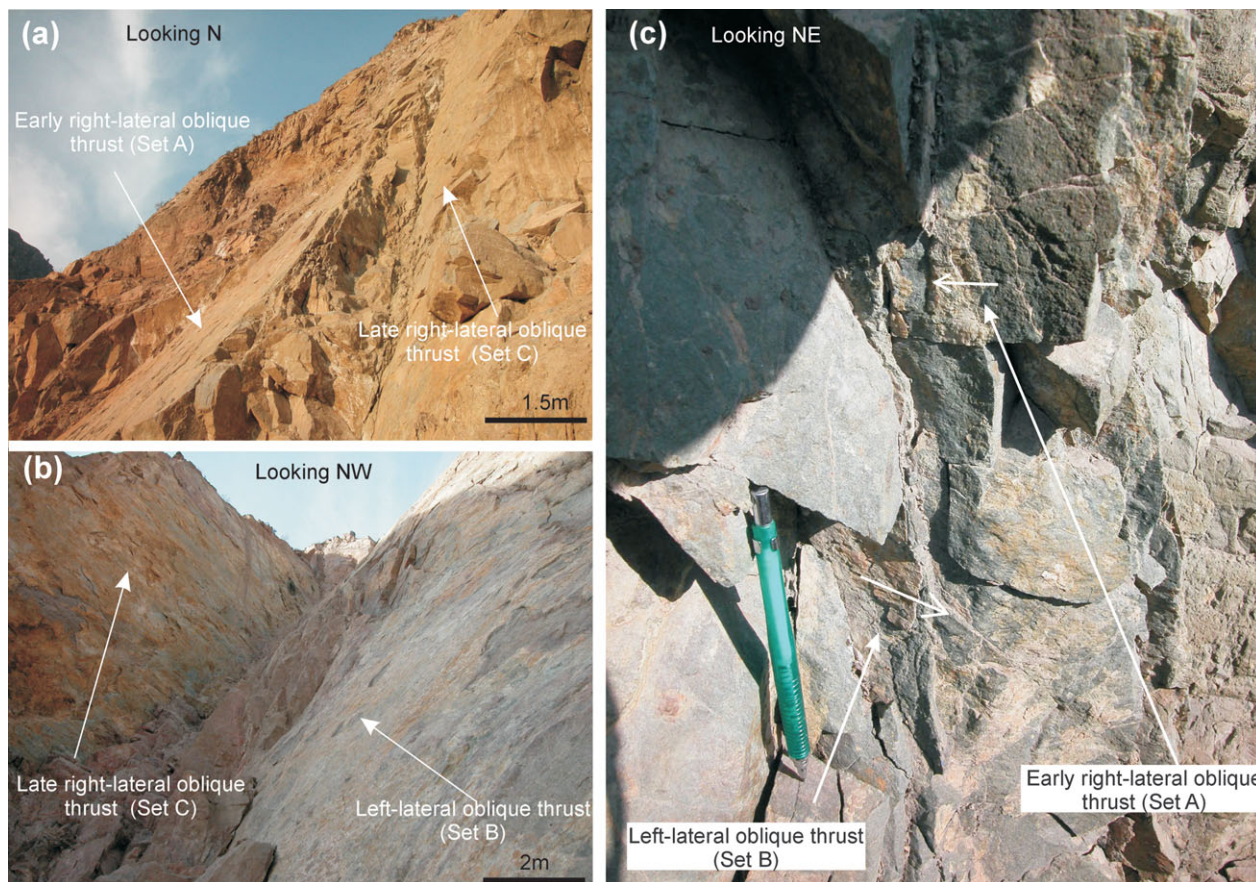 (a)
Looking N
Early right-lateral oblique
thrust (Set A)
Late right-lateral oblique
thrust (Set C)
1.5m
(b)
Looking NW
Late right-lateral oblique
thrust (Set C)
Left-lateral oblique thrust
(Set B)
2m
(c)
Looking NE
Early right-lateral oblique
thrust (Set A)
Left-lateral oblique thrust
(Set B)